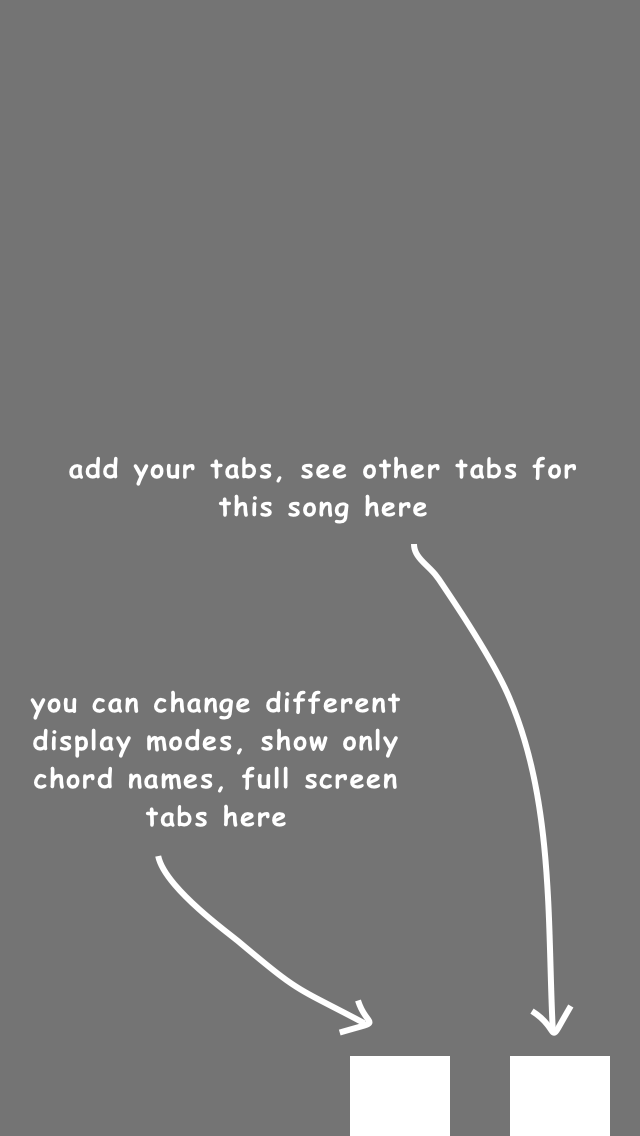 add your tabs, see other tabs for
this song here
you can change different
display modes, show only
chord names, full screen
tabs here